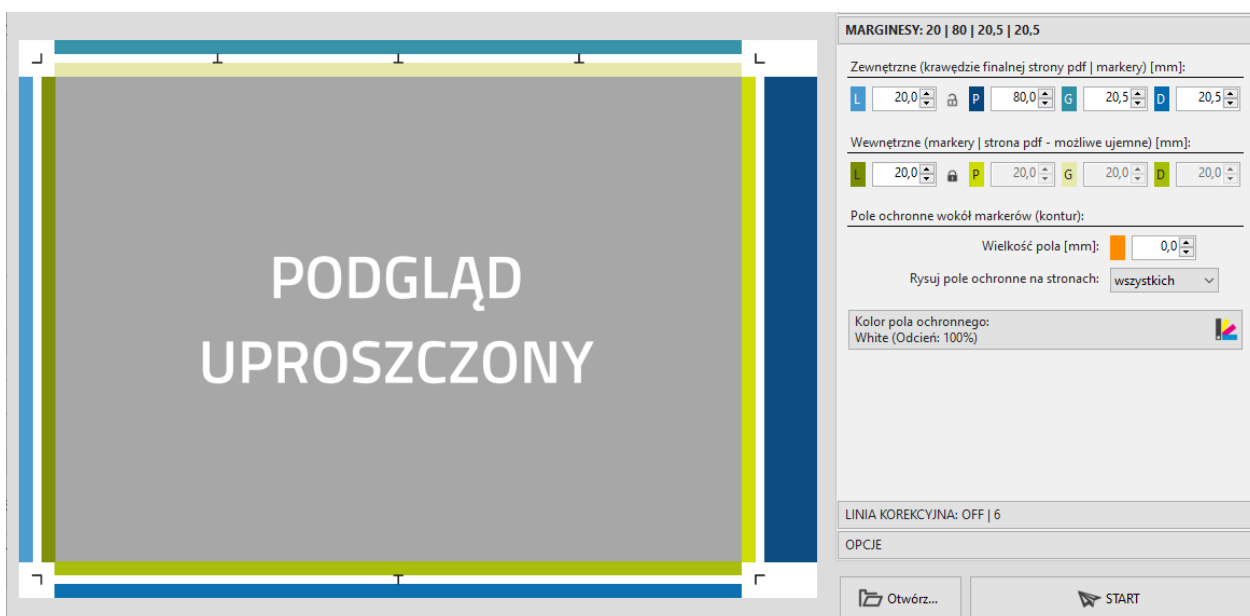 PODGLĄD
UPROSZCZONY
MARGINESY: 20 | 80 | 20,5 | 20,5
Zewnętrzne (krawędzie finalnej strony pdf | markery) [mm]:
L 20,0 P 80,0 G 20,5 D 20,5
Wewnętrzne (markery | strona pdf - możliwe ujemne) [mm]:
L 20,0 P 20,0 G 20,0 D 20,0
Pole ochronne wokół markerów (kontur):
Wielkość pola [mm]: 0,0
Rysuj pole ochronne na stronach: wszystkich
Kolor pola ochronnego:
White (Odcień: 100%)
LINIA KOREKCYJNA: OFF | 6
OPCJE
Otwórz... START